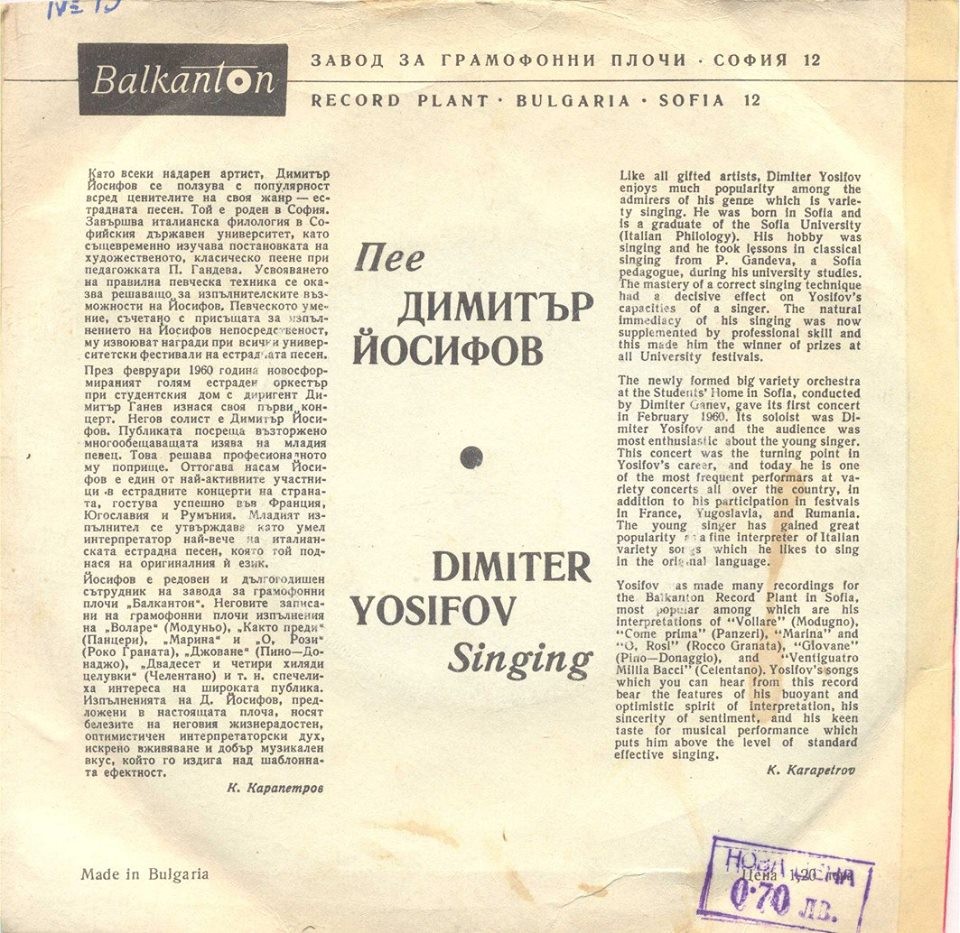 Balkanton
ЗАВОД ЗА ГРАМОФОННИ ПЛОЧИ · СОФИЯ 12
RECORD PLANT · BULGARIA · SOFIA 12
Като всеки надарен артист, Димитър
Йосифов се ползува с популярност
всред ценителите на своя жанр — ес-
традната песен. Той е роден в София.
Завършва италианска филология в Со-
фийския държавен университет, като
същевременно изучава постановката на
художественото, класическо пеене при
педагожката П. Гандева. Усвояването
на правилна певческа техника се ока-
зва решаващо за изпълнителските въз-
можности на Йосифов. Певческото уме-
ние, съчетано с присъщата за изпъл-
нението на Йосифов непосредственост,
му извоюват награди при всички универ-
ситетски фестивали на естрадната песен.
През февруари 1960 година новосфор-
мираният голям естраден оркестър
при студентския дом с диригент Ди-
митър Ганев изнася своя първи кон-
церт. Негов солист е Димитър Йоси-
фов. Публиката посреща възторжено
многообещаващата изява на младия
певец. Това решава професионалното
му поприще. Оттогава насам Йоси-
фов е един от най-активните участни-
ци в естрадните концерти на страна-
та, гостува успешно във Франция,
Югославия и Румъния. Младият из-
пълнител се утвърждава като умел
интерпретатор най-вече на италиан-
ската естрадна песен, която той под-
нася на оригиналния ѝ език.
Йосифов е редовен и дългогодишен
сътрудник на завода за грамофонни
плочи „Балкантон“. Неговите записа-
ни на грамофонни плочи изпълнения
на „Воларе“ (Модуньо), „Както преди“
(Панцери), „Марина“ и „О, Рози“
(Роко Граната), „Джоване“ (Пино—До-
наджо), „Двадесет и четири хиляди
целувки“ (Челентано) и т. н. спечели-
ха интереса на широката публика.
Изпълненията на Д. Йосифов, пред-
ложени в настоящата плоча, носят
белезите на неговия жизнерадостен,
оптимистичен интерпретаторски дух,
искрено вживяване и добър музикален
вкус, който го издига над шаблонна-
та ефектност.
К. Карапетров
Пее
ДИМИТЪР
ЙОСИФОВ
DIMITER
YOSIFOV
Singing
Like all gifted artists, Dimiter Yosifov
enjoys much popularity among the
admirers of his genre which is varie-
ty singing. He was born in Sofia and
is a graduate of the Sofia University
(Italian Philology). His hobby was
singing and he took lessons in classical
singing from P. Gandeva, a Sofia
pedagogue, during his university studies.
The mastery of a correct singing technique
had a decisive effect on Yosifov's
capacities of a singer. The natural
immediacy of his singing was now
supplemented by professional skill and
this made him the winner of prizes at
all University festivals.
The newly formed big variety orchestra
at the Students' Home in Sofia, conducted
by Dimiter Ganev, gave its first concert
in February 1960. Its soloist was Di-
miter Yosifov and the audience was
most enthusiastic about the young singer.
This concert was the turning point in
Yosifov's career, and today he is one
of the most frequent performars at va-
riety concerts all over the country, in
addition to his participation in festvals
in France, Yugoslavia, and Rumania.
The young singer has gained great
popularity as a fine interpreter of Italian
variety songs which he likes to sing
in the original language.
Yosifov has made many recordings for
the Balkanton Record Plant in Sofia,
most popular among which are his
interpretations of “Vollare” (Modugno),
“Come prima” (Panzeri), “Marina” and
“O, Rosi” (Rocco Granata), “Giovane”
(Pino—Donaggio), and “Ventiguatro
Millia Bacci” (Celentano). Yosifov's songs
which you can hear from this record
bear the features of his buoyant and
optimistic spirit of interpretation, his
sincerity of sentiment, and his keen
taste for musical performance which
puts him above the level of standard
effective singing.
K. Karapetrov
Made in Bulgaria
Цена 1,20 лева
НОВА ЦЕНА
0·70 ЛВ.